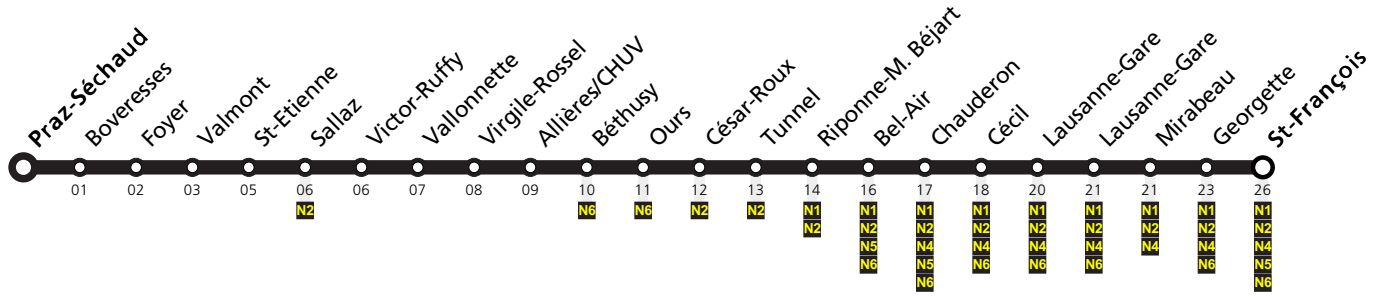 Praz-Séchaud
Boveresses
Foyer
Valmont
St-Etienne
Sallaz
Victor-Ruffy
Vallonnette
Virgile-Rossel
Allières/CHUV
Béthusy
Ours
César-Roux
Tunnel
Riponne-M. Béjart
Bel-Air
Chauderon
Cécil
Lausanne-Gare
Lausanne-Gare
Mirabeau
Georgette
St-François
01 02 03 05 06 06 07 08 09 10 11 12 13 14 16 17 18 20 21 21 23 26
N2 N6 N6 N2 N2 N1 N1 N1 N1 N1 N1 N1 N1 N1
N2 N2 N2 N2 N2 N2 N2 N2 N2
N5 N4 N4 N4 N4 N4 N4 N4
N6 N5 N6 N6 N6 N6 N5
N6 N6